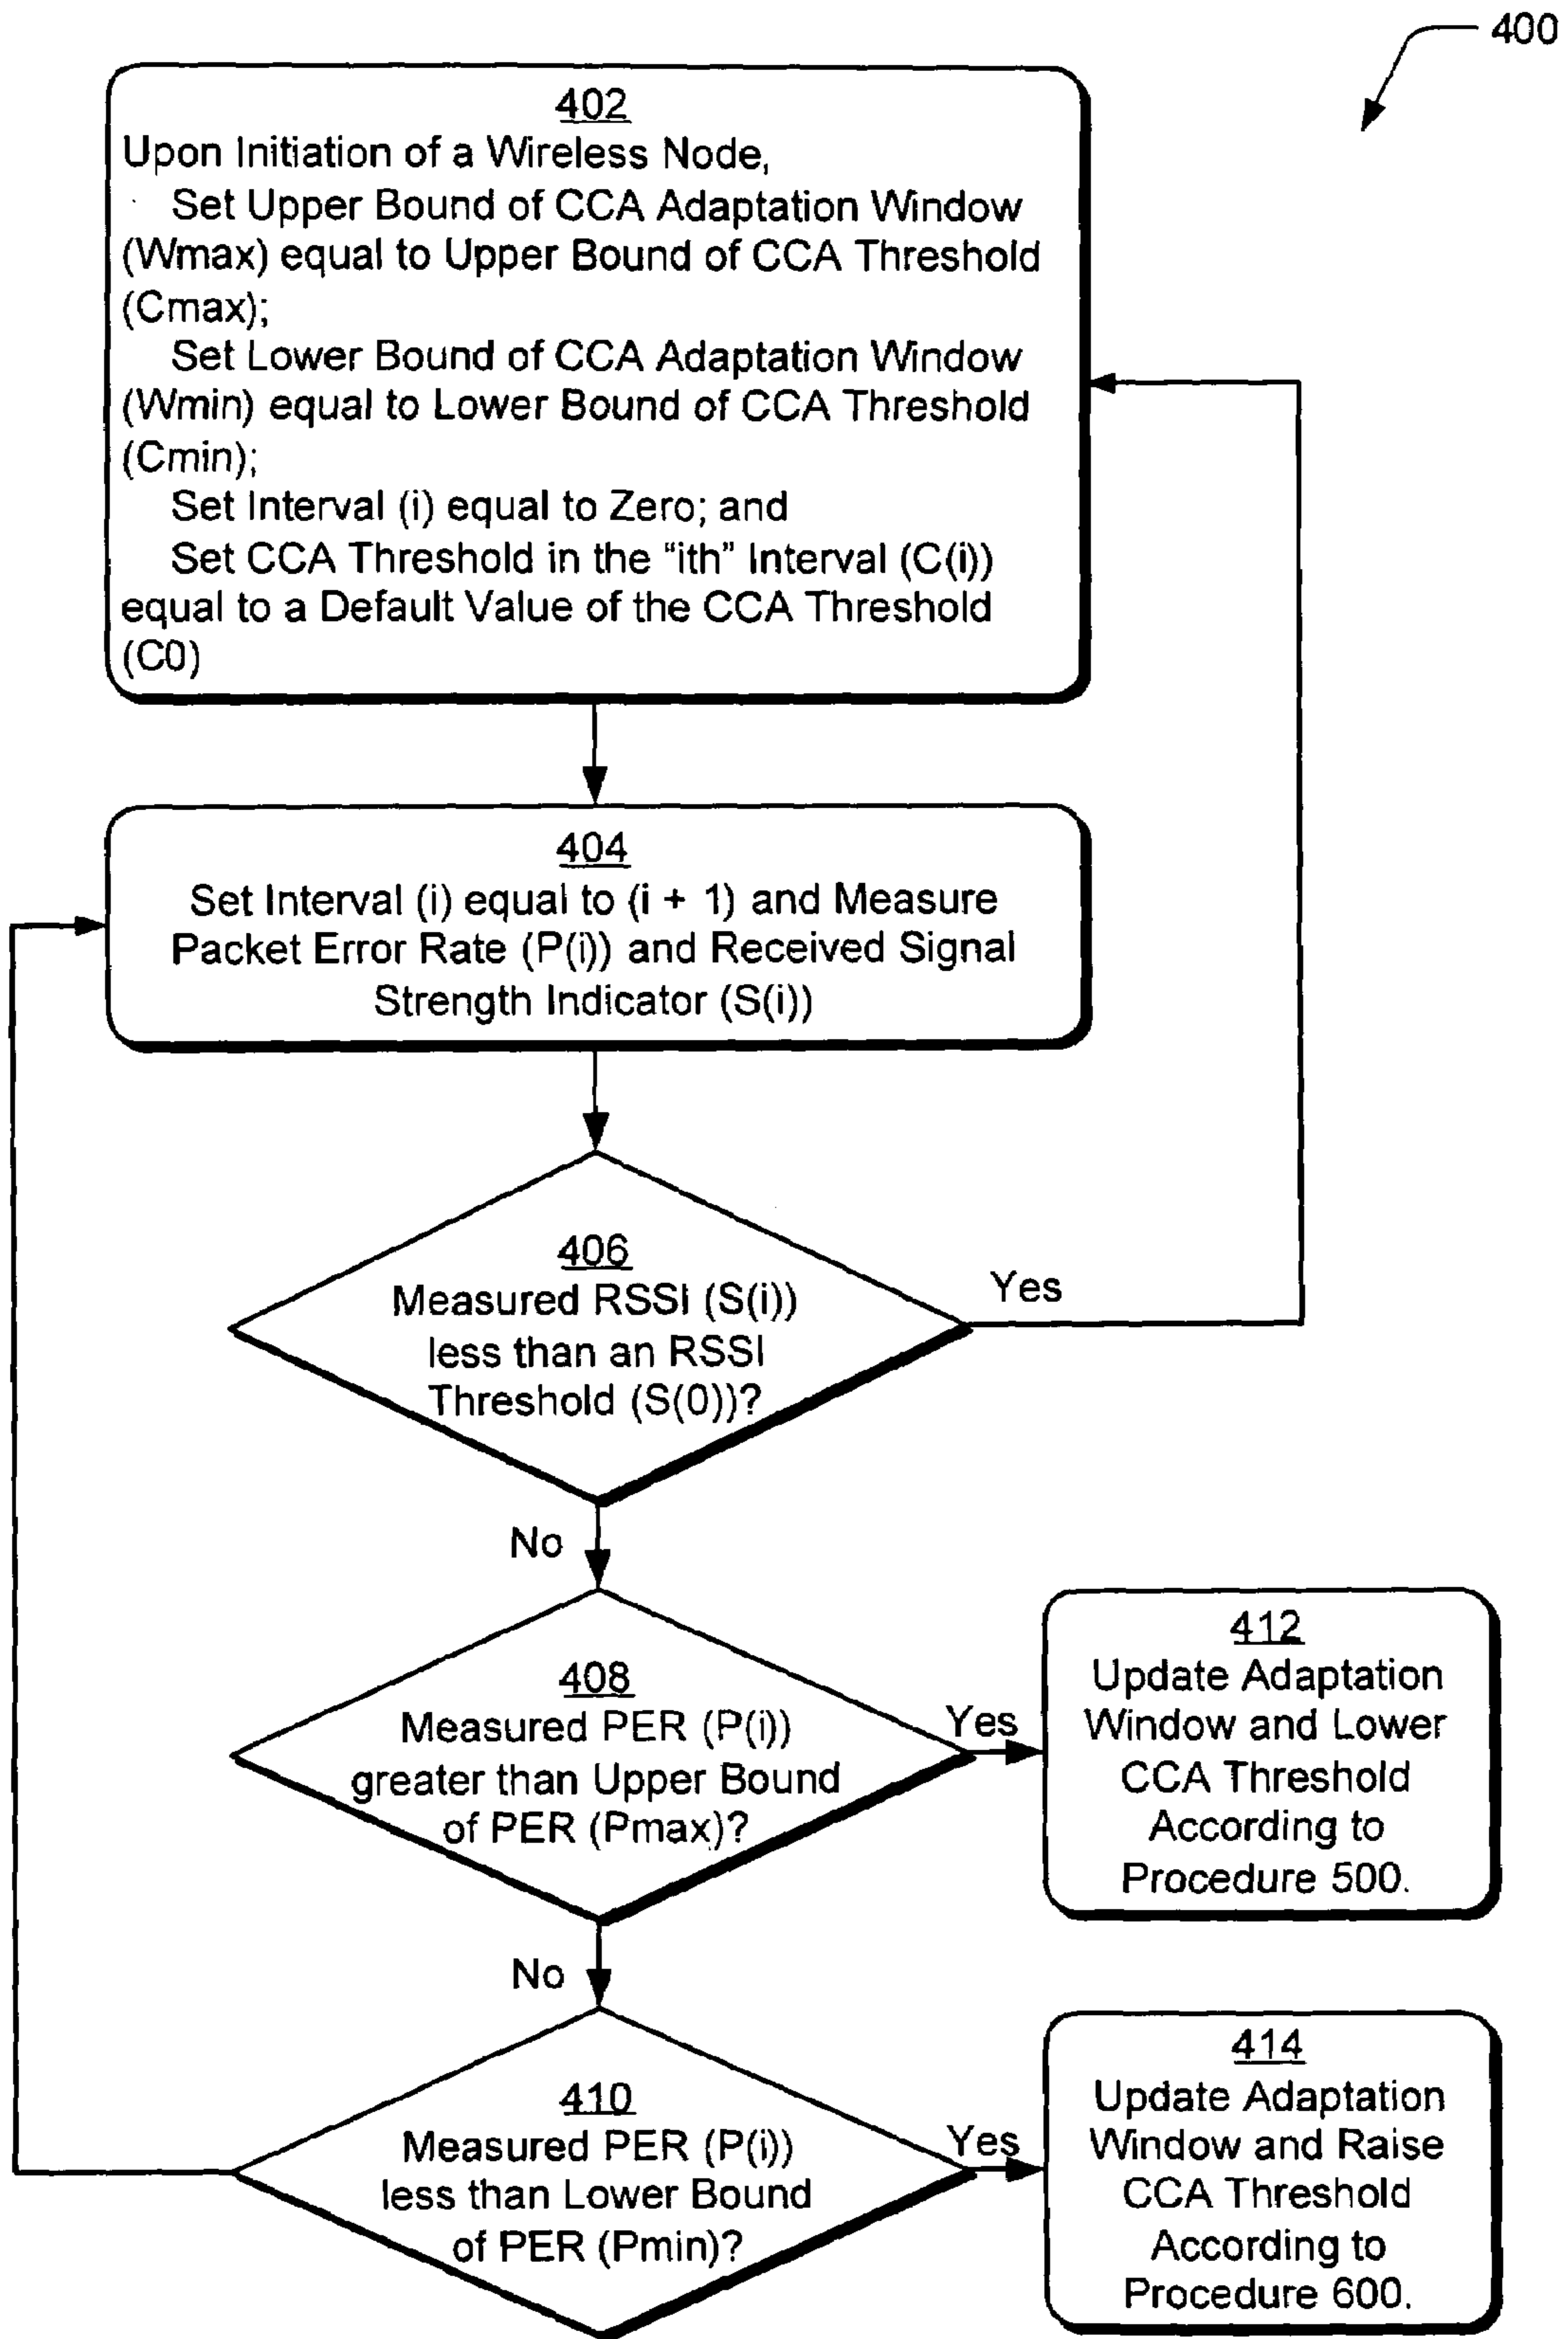 400
402
Upon Initiation of a Wireless Node,
Set Upper Bound of CCA Adaptation Window
(Wmax) equal to Upper Bound of CCA Threshold
(Cmax);
Set Lower Bound of CCA Adaptation Window
(Wmin) equal to Lower Bound of CCA Threshold
(Cmin);
Set Interval (i) equal to Zero; and
Set CCA Threshold in the “ith” Interval (C(i))
equal to a Default Value of the CCA Threshold
(C0)
404
Set Interval (i) equal to (i + 1) and Measure
Packet Error Rate (P(i)) and Received Signal
Strength Indicator (S(i))
406
Measured RSSI (S(i))
less than an RSSI
Threshold (S(0))?
Yes
No
408
Measured PER (P(i))
greater than Upper Bound
of PER (Pmax)?
Yes
412
Update Adaptation
Window and Lower
CCA Threshold
According to
Procedure 500.
No
410
Measured PER (P(i))
less than Lower Bound
of PER (Pmin)?
Yes
414
Update Adaptation
Window and Raise
CCA Threshold
According to
Procedure 600.